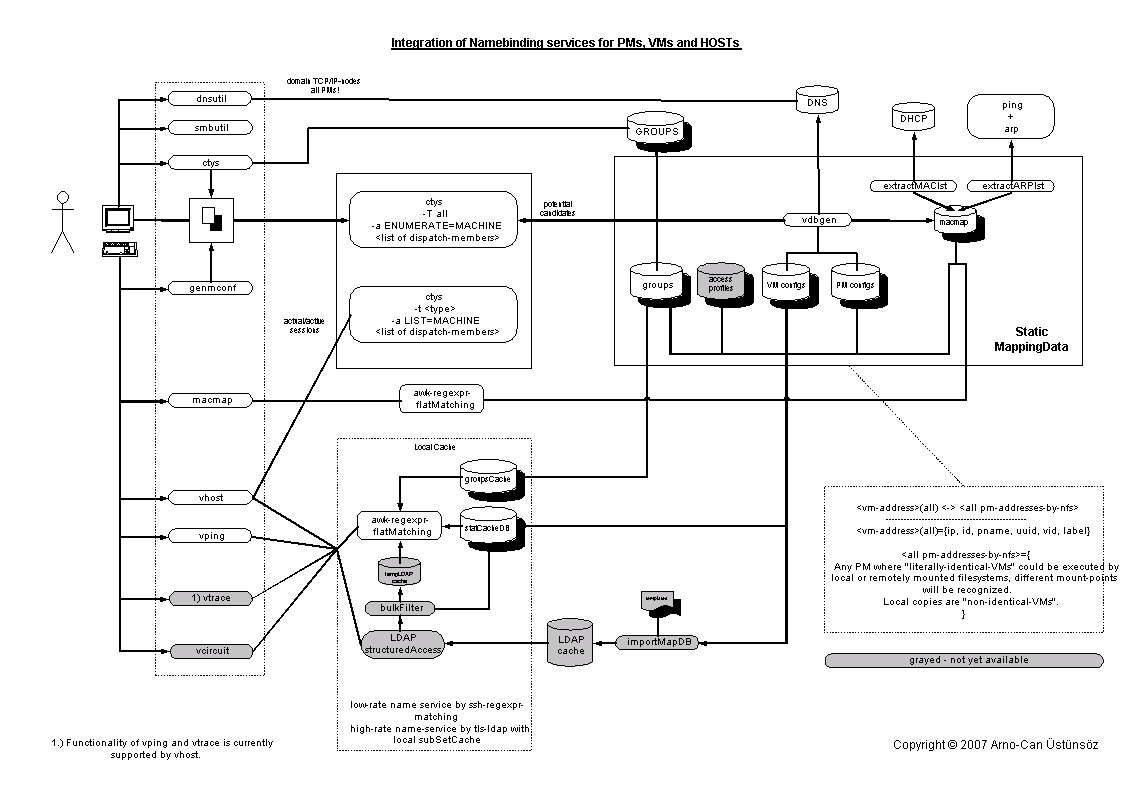 Integration of Namebinding services for PMs, VMs and HOSTs
domain TCP/IP-nodes
all PMs!
dnsutil
smbutil
ctys
genmconf
DNS
GROUPS
DHCP
ping
+
arp
extractMAClst
extractARPlst
ctys
-T all
-a ENUMERATE=MACHINE
<list of dispatch-members>
potential
candidates
vdbgen
macmap
groups
access
profiles
VM configs
PM configs
ctys
-t <type>
-a LIST=MACHINE
<list of dispatch-members>
actual/active
sessions
Static
MappingData
macmap
awk-regexpr-
flatMatching
Local Cache
groupsCache
vhost
awk-regexpr-
flatMatching
statCacheDB
vping
tempLDAP
cache
1) vtrace
bulkFilter
vcircuit
LDAP
structuredAccess
LDAP
cache
templates
importMapDB
<vm-address>(all) <-> <all pm-addresses-by-nfs>
<vm-address>(all)={ip, id, pname, uuid, vid, label}
<all pm-addresses-by-nfs>={
Any PM where "literally-identical-VMs" could be executed by
local or remotely mounted filesystems, different mount-points
will be recognized.
Local copies are "non-identical-VMs".
}
grayed - not yet available
low-rate name service by ssh-regexpr-
matching
high-rate name-service by tls-ldap with
local subSetCache
1.) Functionality of vping and vtrace is currently
supported by vhost.
Copyright © 2007 Arno-Can Üstünsöz